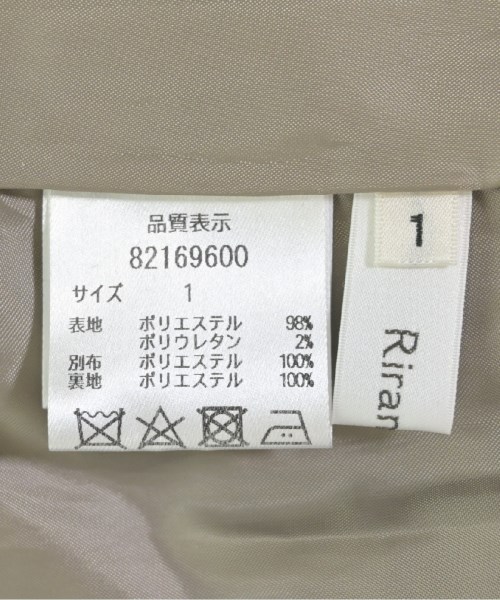 品質表示
82169600
サイズ 1
表地 ポリエステル 98%
ポリウレタン 2%
別布 ポリエステル 100%
裏地 ポリエステル 100%
1
Riran